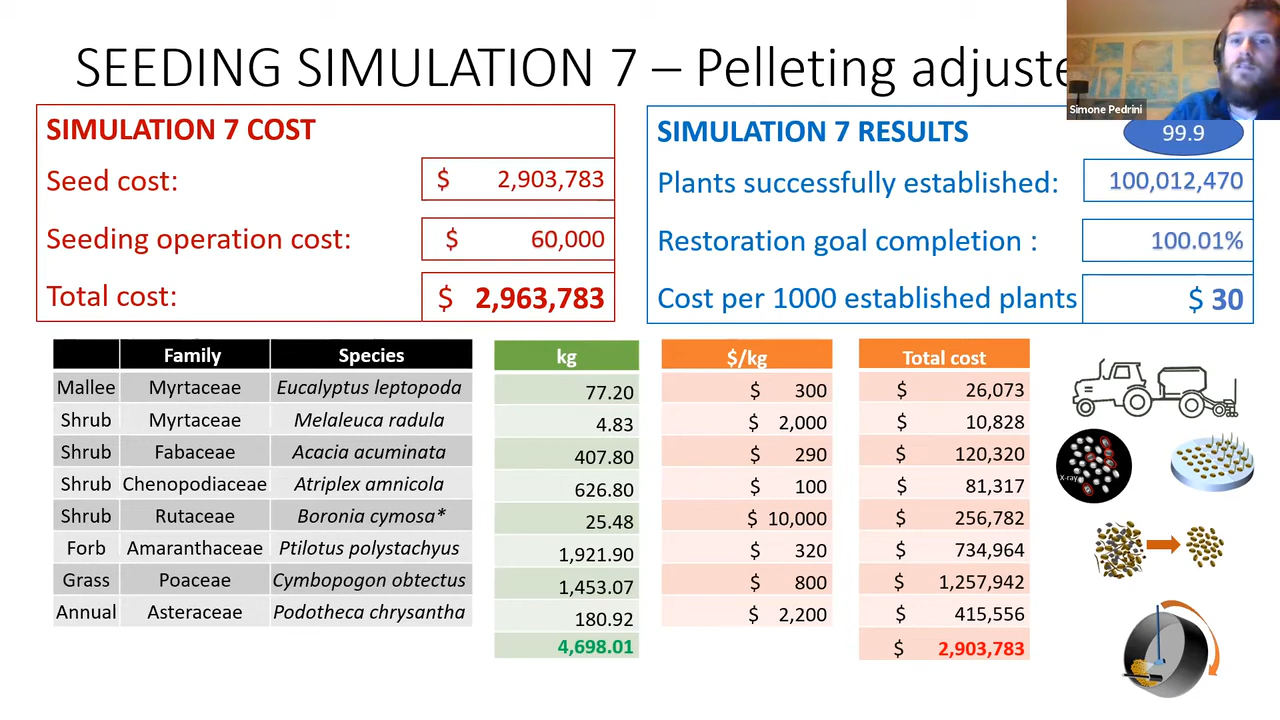 SEEDING SIMULATION 7 – Pelleting adjuste
Simone Pedrini
SIMULATION 7 COST
Seed cost: $ 2,903,783
Seeding operation cost: $ 60,000
Total cost: $ 2,963,783
SIMULATION 7 RESULTS 99.9
Plants successfully established: 100,012,470
Restoration goal completion : 100.01%
Cost per 1000 established plants $ 30
Family Species kg $/kg Total cost
Mallee Myrtaceae Eucalyptus leptopoda 77.20 $ 300 $ 26,073
Shrub Myrtaceae Melaleuca radula 4.83 $ 2,000 $ 10,828
Shrub Fabaceae Acacia acuminata 407.80 $ 290 $ 120,320
Shrub Chenopodiaceae Atriplex amnicola 626.80 $ 100 $ 81,317
Shrub Rutaceae Boronia cymosa* 25.48 $ 10,000 $ 256,782
Forb Amaranthaceae Ptilotus polystachyus 1,921.90 $ 320 $ 734,964
Grass Poaceae Cymbopogon obtectus 1,453.07 $ 800 $ 1,257,942
Annual Asteraceae Podotheca chrysantha 180.92 $ 2,200 $ 415,556
4,698.01 $ 2,903,783
X-ray